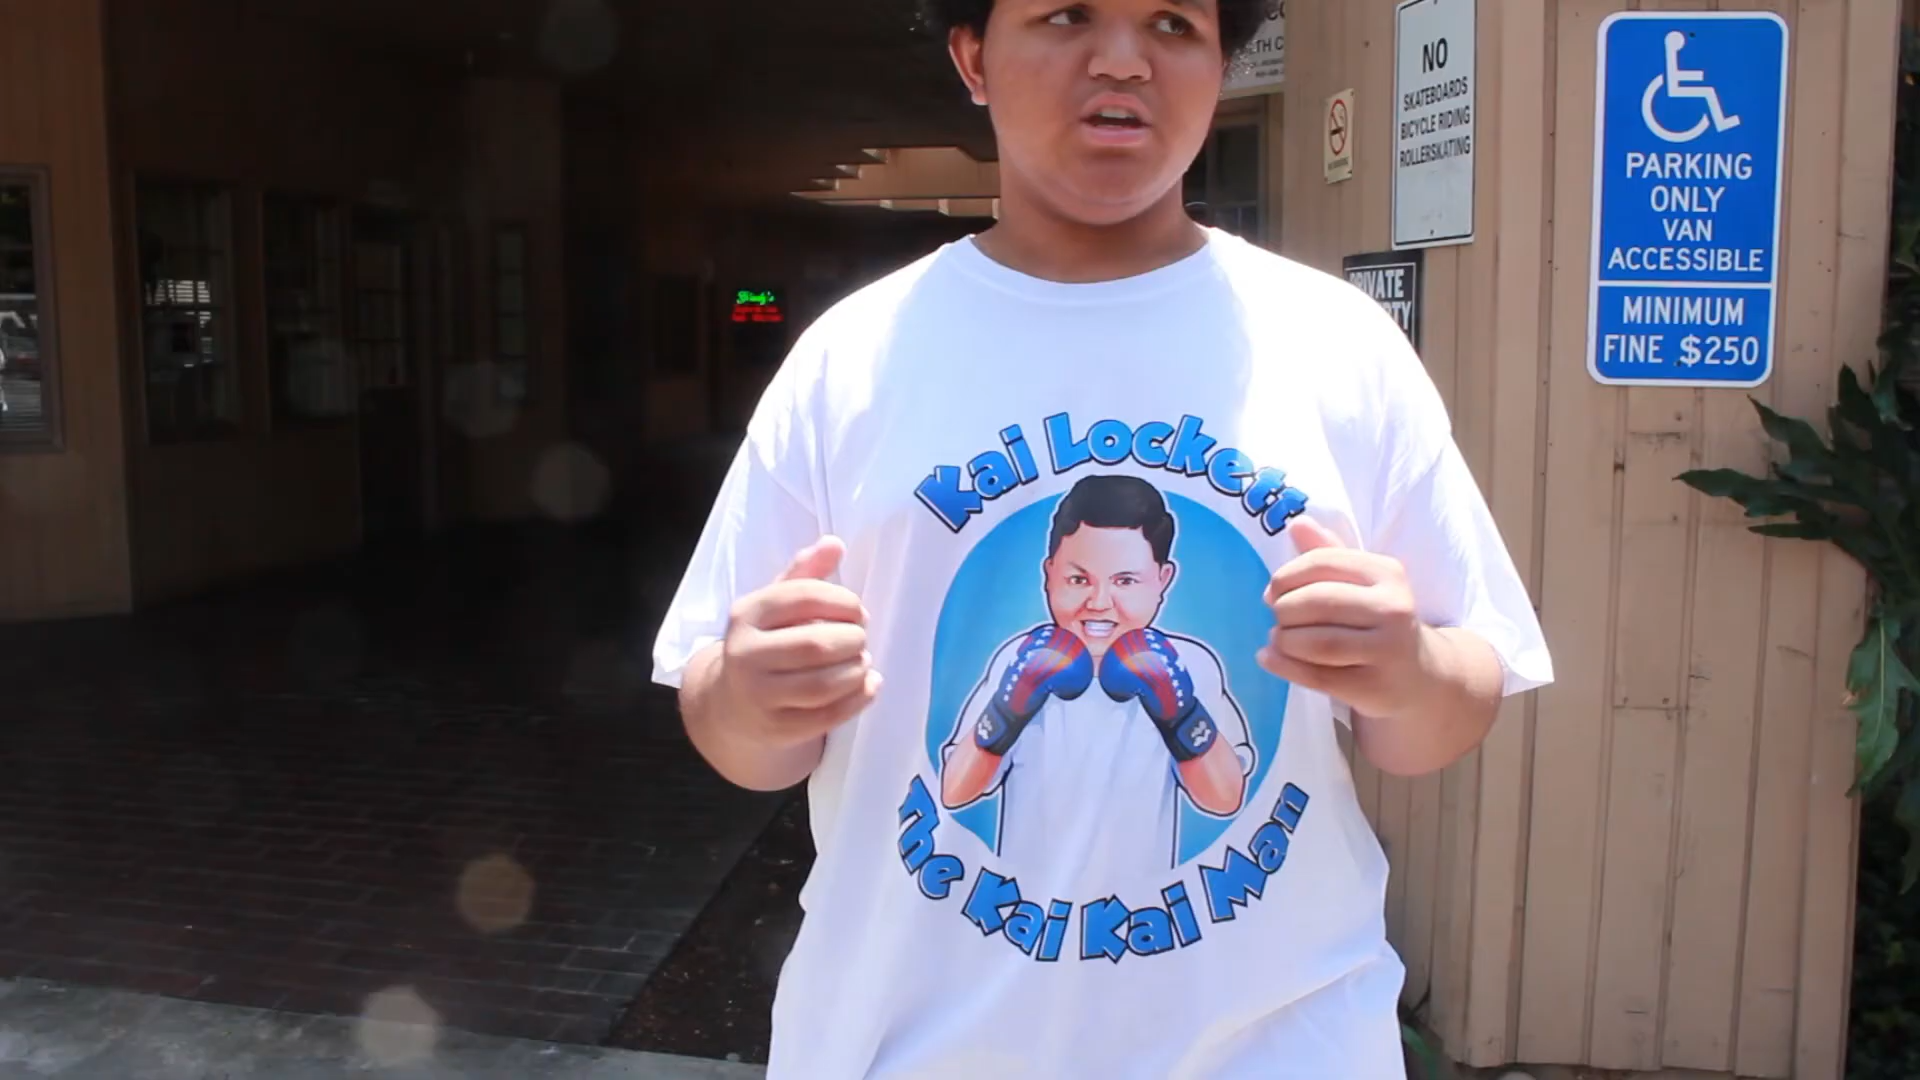 NO
SKATEBOARDS
BICYCLE RIDING
ROLLERSKATING
PARKING
ONLY
VAN
ACCESSIBLE
MINIMUM
FINE $250
Kai Lockett
The Kai Kai Man